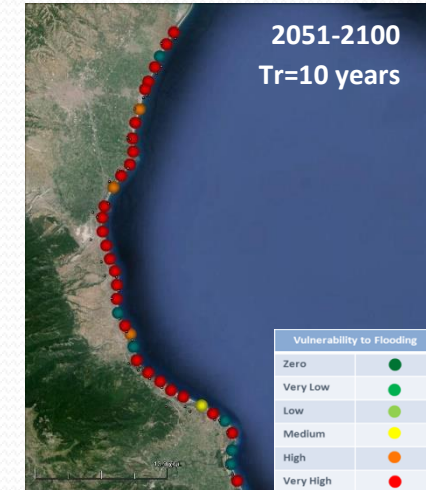 2051-2100
Tr=10 years
Vulnerability to Flooding
Zero
Very Low
Low
Medium
High
Very High